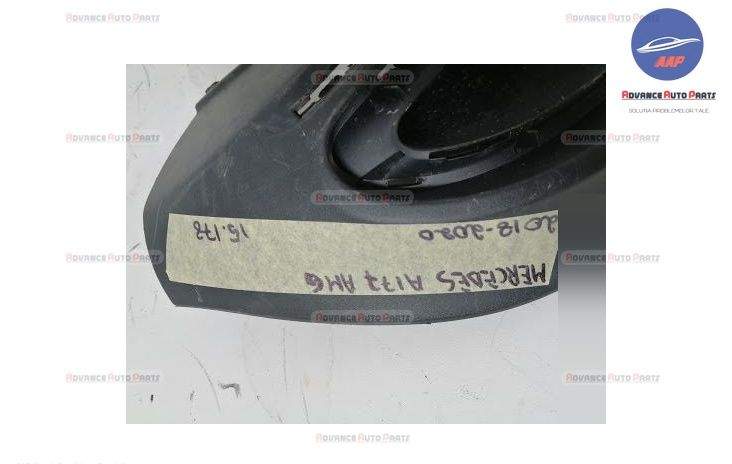 ADVANCE AUTO PARTS
AAP
ADVANCE AUTO PARTS
SOLUTIA PROBLEMELOR TALE.
MERCEDES A177 AMG
2018-2020
15.178